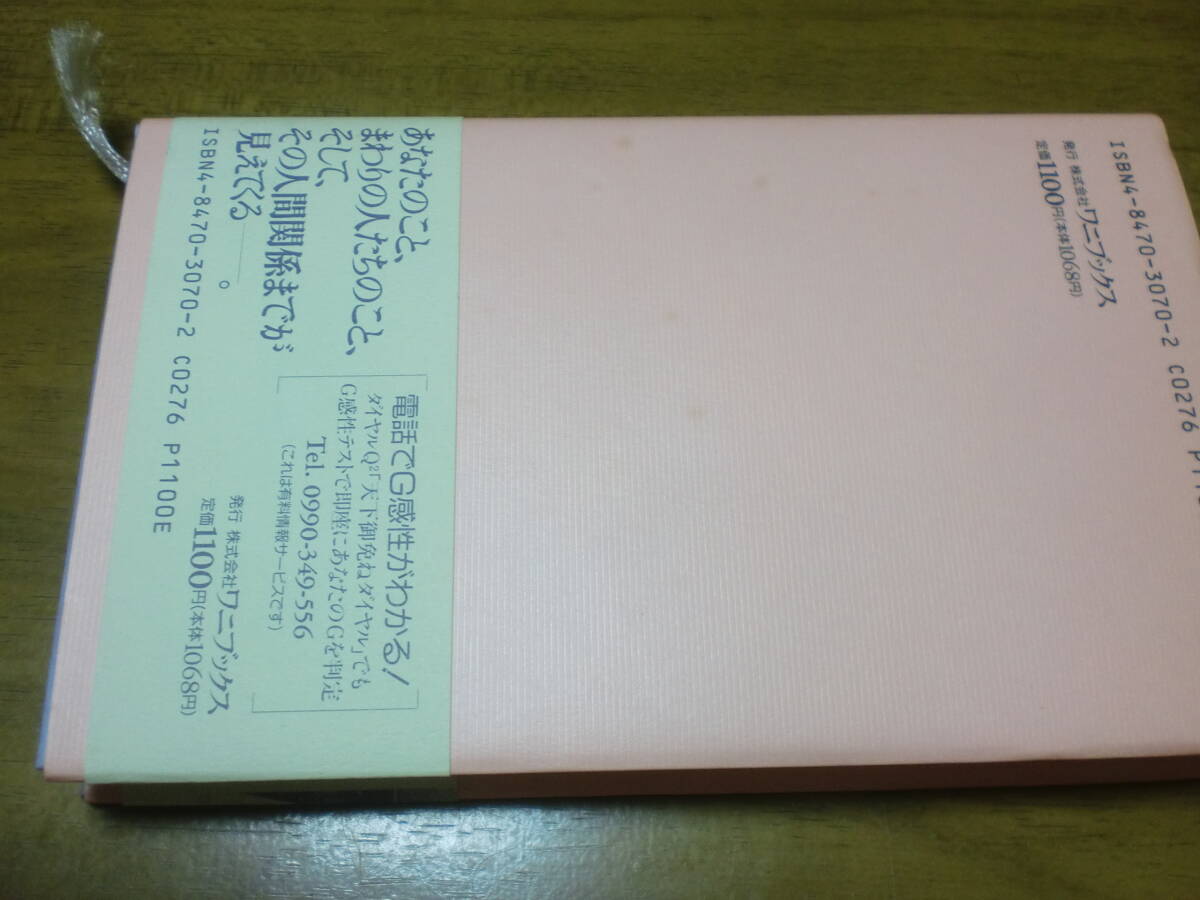 あなたのこと、
まわりの人たちのこと、
そして、
その人間関係までが
見えてくる――。
ISBN4-8470-3070-2 C0276 P1100E
電話でG感性がわかる!
ダイヤルQ²「天下御免ねダイヤル」でも
G感性テストで即座にあなたのGを判定
Tel. 0990-349-556
(これは有料情報サービスです)
発行 株式会社ワニブックス
定価1100円(本体1068円)
ISBN4-8470-3070-2 C0276 P110
発行 株式会社ワニブックス
定価1100円(本体1068円)